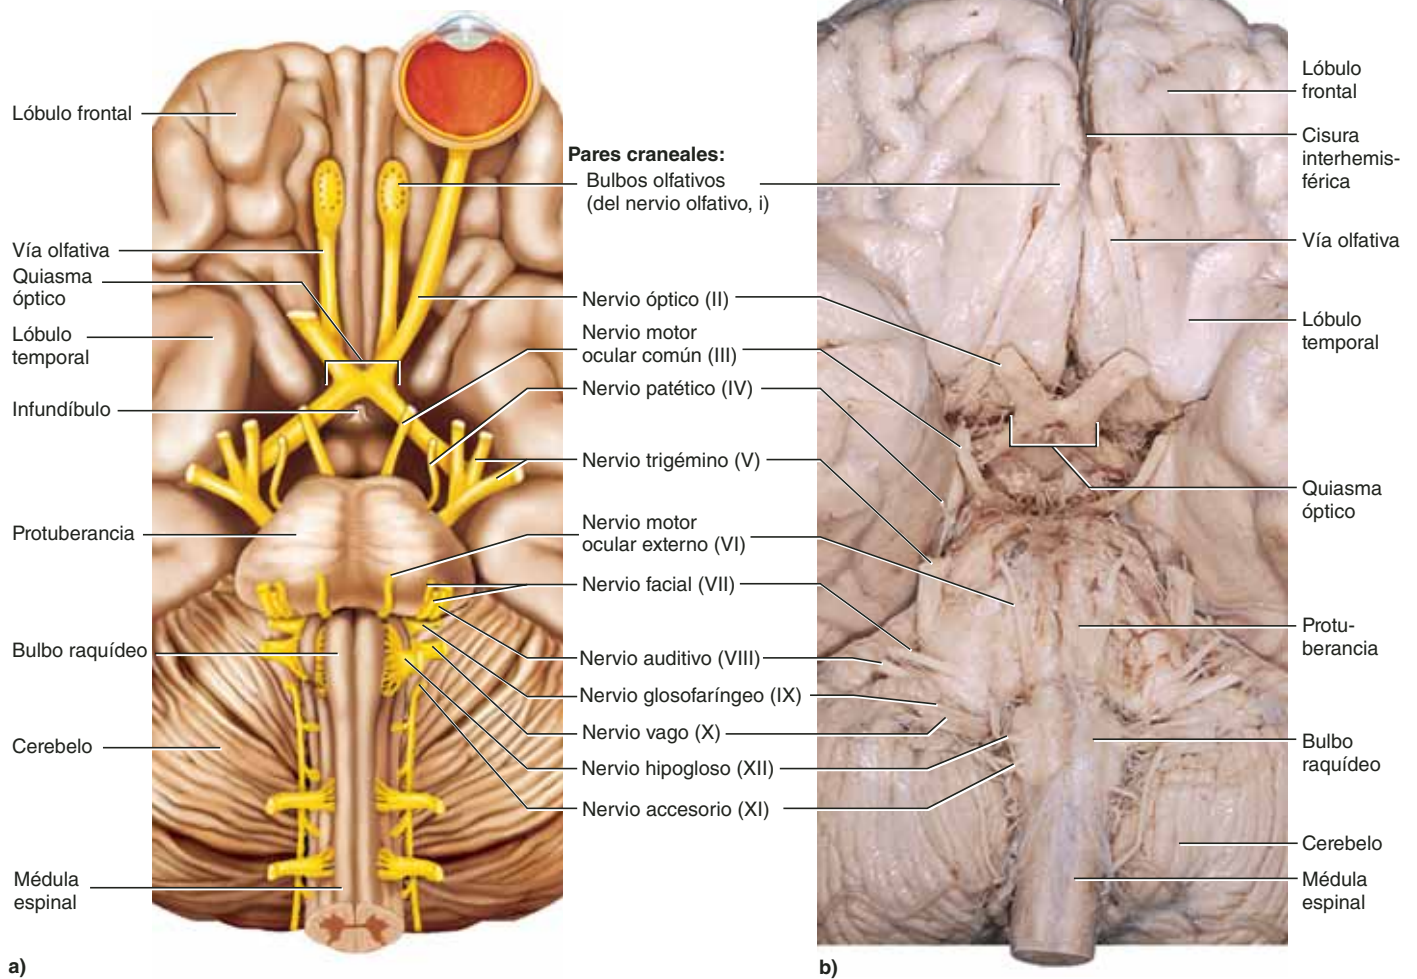 Lóbulo frontal
Vía olfativa
Quiasma
óptico
Lóbulo
temporal
Infundíbulo
Protuberancia
Bulbo raquídeo
Cerebelo
Médula
espinal
a)
Pares craneales:
Bulbos olfativos
(del nervio olfativo, i)
Nervio óptico (II)
Nervio motor
ocular común (III)
Nervio patético (IV)
Nervio trigémino (V)
Nervio motor
ocular externo (VI)
Nervio facial (VII)
Nervio auditivo (VIII)
Nervio glosofaríngeo (IX)
Nervio vago (X)
Nervio hipogloso (XII)
Nervio accesorio (XI)
Lóbulo
frontal
Cisura
interhemis-
férica
Vía olfativa
Lóbulo
temporal
Quiasma
óptico
Protu-
berancia
Bulbo
raquídeo
Cerebelo
Médula
espinal
b)